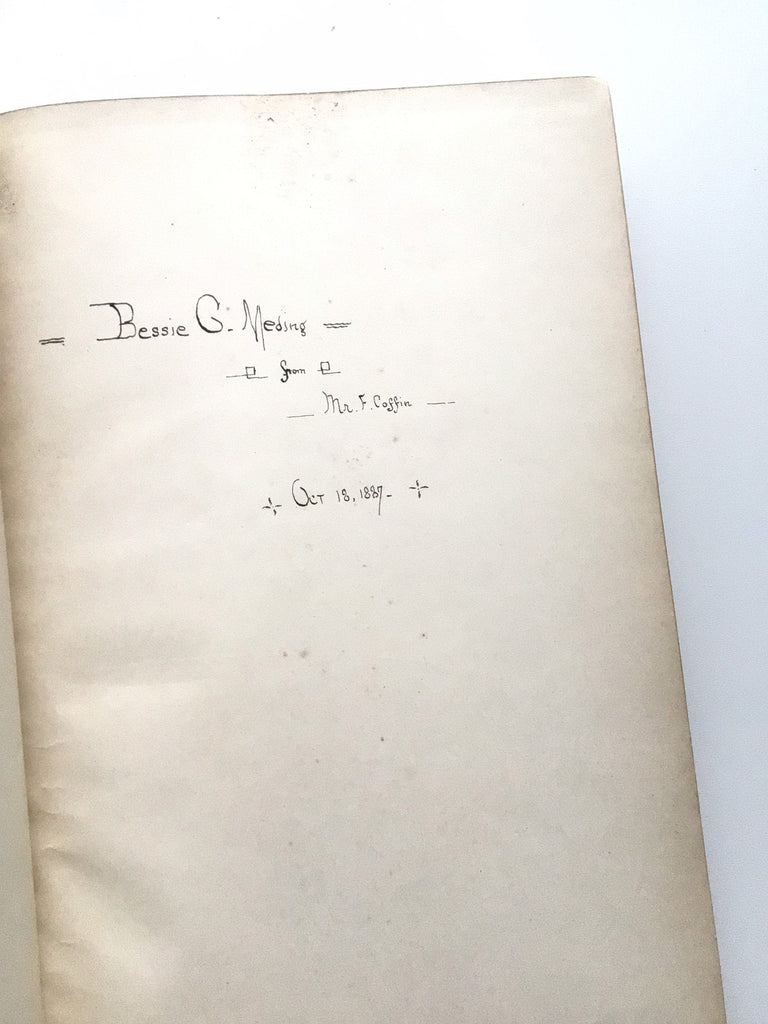 Bessie G. Meding
from
Mr. F. Coffin
Oct 18, 1887.